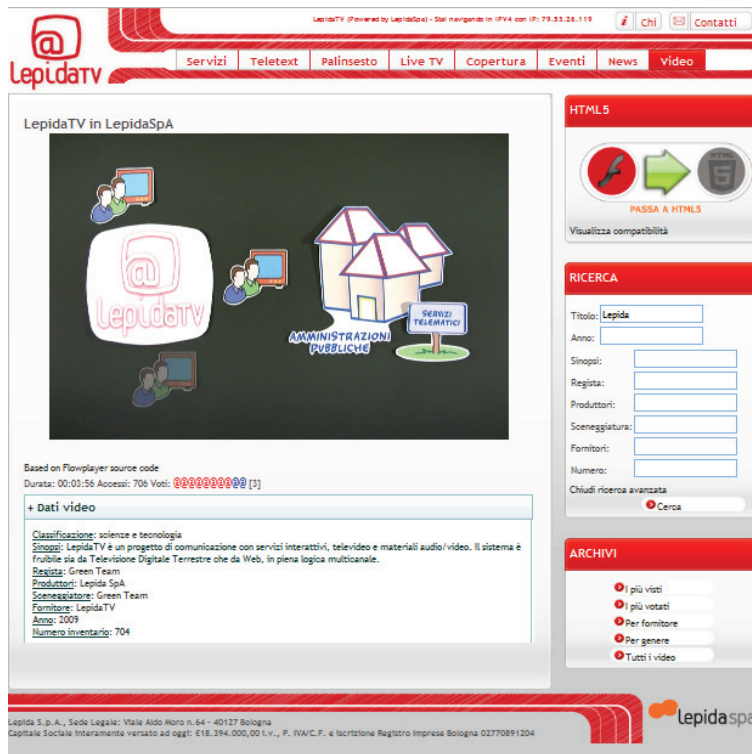 LepidaTV (Powered by LepidaSpa) - Stai navigando in IPV4 con IP: 79.53.26.119
i Chi
Contatti
@
LepidaTV
Servizi
Teletext
Palinsesto
Live TV
Copertura
Eventi
News
Video
LepidaTV in LepidaSpA
@
LepidaTV
SERVIZI
TELEMATICI
AMMINISTRAZIONI
PUBBLICHE
Based on Flowplayer source code
Durata: 00:03:56 Accessi: 706 Voti: @@@@@@@@@@ [3]
+ Dati video
Classificazione: scienze e tecnologia
Sinopsi: LepidaTV è un progetto di comunicazione con servizi interattivi, televideo e materiali audio/video. Il sistema è
fruibile sia da Televisione Digitale Terrestre che da Web, in piena logica multicanale.
Regista: Green Team
Produttori: Lepida SpA
Sceneggiatore: Green Team
Fornitore: LepidaTV
Anno: 2009
Numero inventario: 704
HTML5
HTML
5
PASSA A HTML5
Visualizza compatibilità
RICERCA
Titolo: Lepida
Anno:
Sinopsi:
Regista:
Produttori:
Sceneggiatura:
Fornitori:
Numero:
Chiudi ricerca avanzata
Cerca
ARCHIVI
I più visti
I più votati
Per fornitore
Per genere
Tutti i video
Lepida S.p.A., Sede Legale: Viale Aldo Moro n.64 - 40127 Bologna
Capitale Sociale interamente versato ad oggi: €18.394.000,00 i.v., P. IVA/C.F. e Iscrizione Registro Imprese Bologna 02770891204
lepidaspa